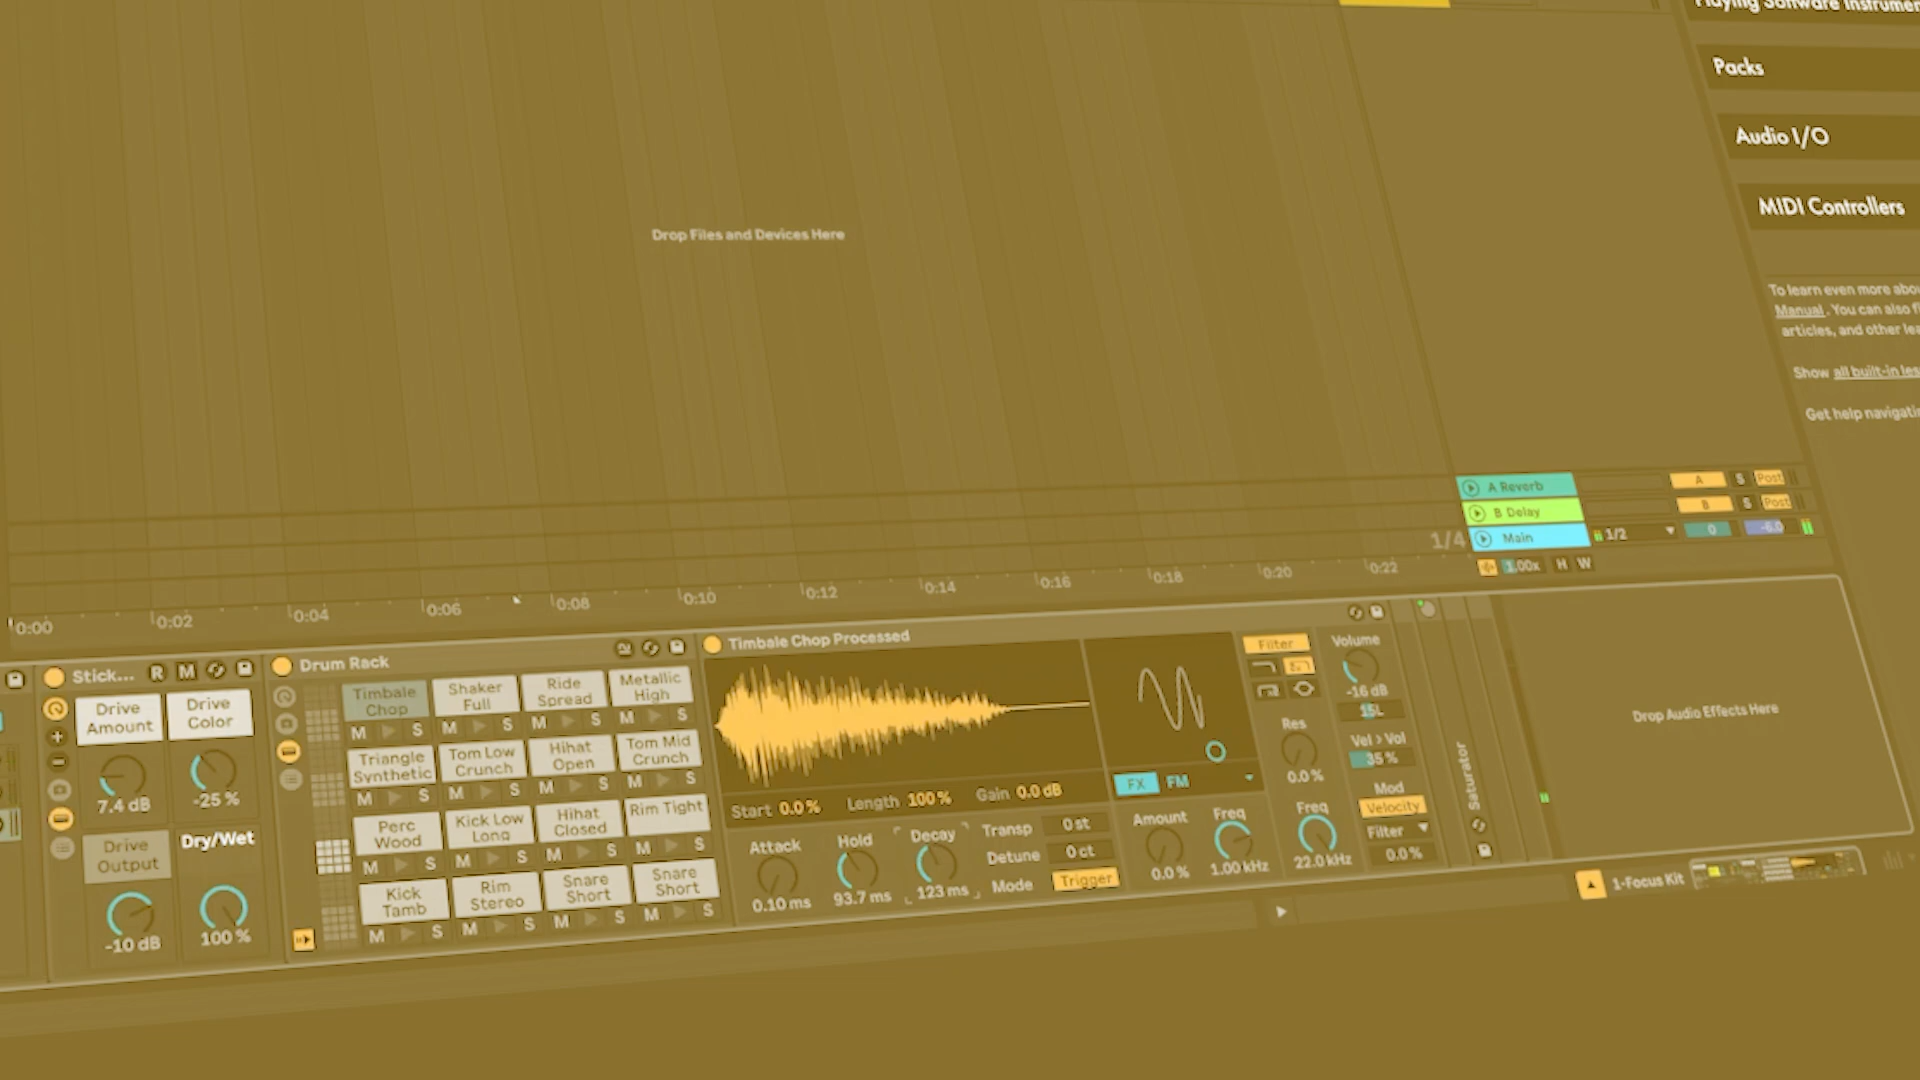 Playing Software Instrumen
Packs
Audio I/O
MIDI Controllers
To learn even more abou
Manual. You can also f
articles, and other lea
Show all built-in les
Get help navigatin
Drop Files and Devices Here
A Reverb A S Post
B Delay B S Post
1/4 Main 1/2 0 -6.0
1.00x H W
0:00 0:02 0:04 0:06 0:08 0:10 0:12 0:14 0:16 0:18 0:20 0:22
Stick... R M
Drive Amount
Drive Color
7.4 dB
-25 %
Drive Output
Dry/Wet
-10 dB
100 %
Drum Rack
Timbale Chop
Shaker Full
Ride Spread
Metallic High
M S M S M S M S
Triangle Synthetic
Tom Low Crunch
Hihat Open
Tom Mid Crunch
M S M S M S M S
Perc Wood
Kick Low Long
Hihat Closed
Rim Tight
M S M S M S M S
Kick Tamb
Rim Stereo
Snare Short
Snare Short
M S M S M S M S
Timbale Chop Processed
Start 0.0 % Length 100 % Gain 0.0 dB
Attack
0.10 ms
Hold
93.7 ms
Decay
123 ms
Transp 0 st
Detune 0 ct
Mode Trigger
FX FM
Amount
0.0 %
Freq
1.00 kHz
Filter
Res
0.0 %
Freq
22.0 kHz
Volume
-16 dB
15L
Vel > Vol
35 %
Mod
Velocity
Filter
0.0 %
Saturator
Drop Audio Effects Here
1-Focus Kit